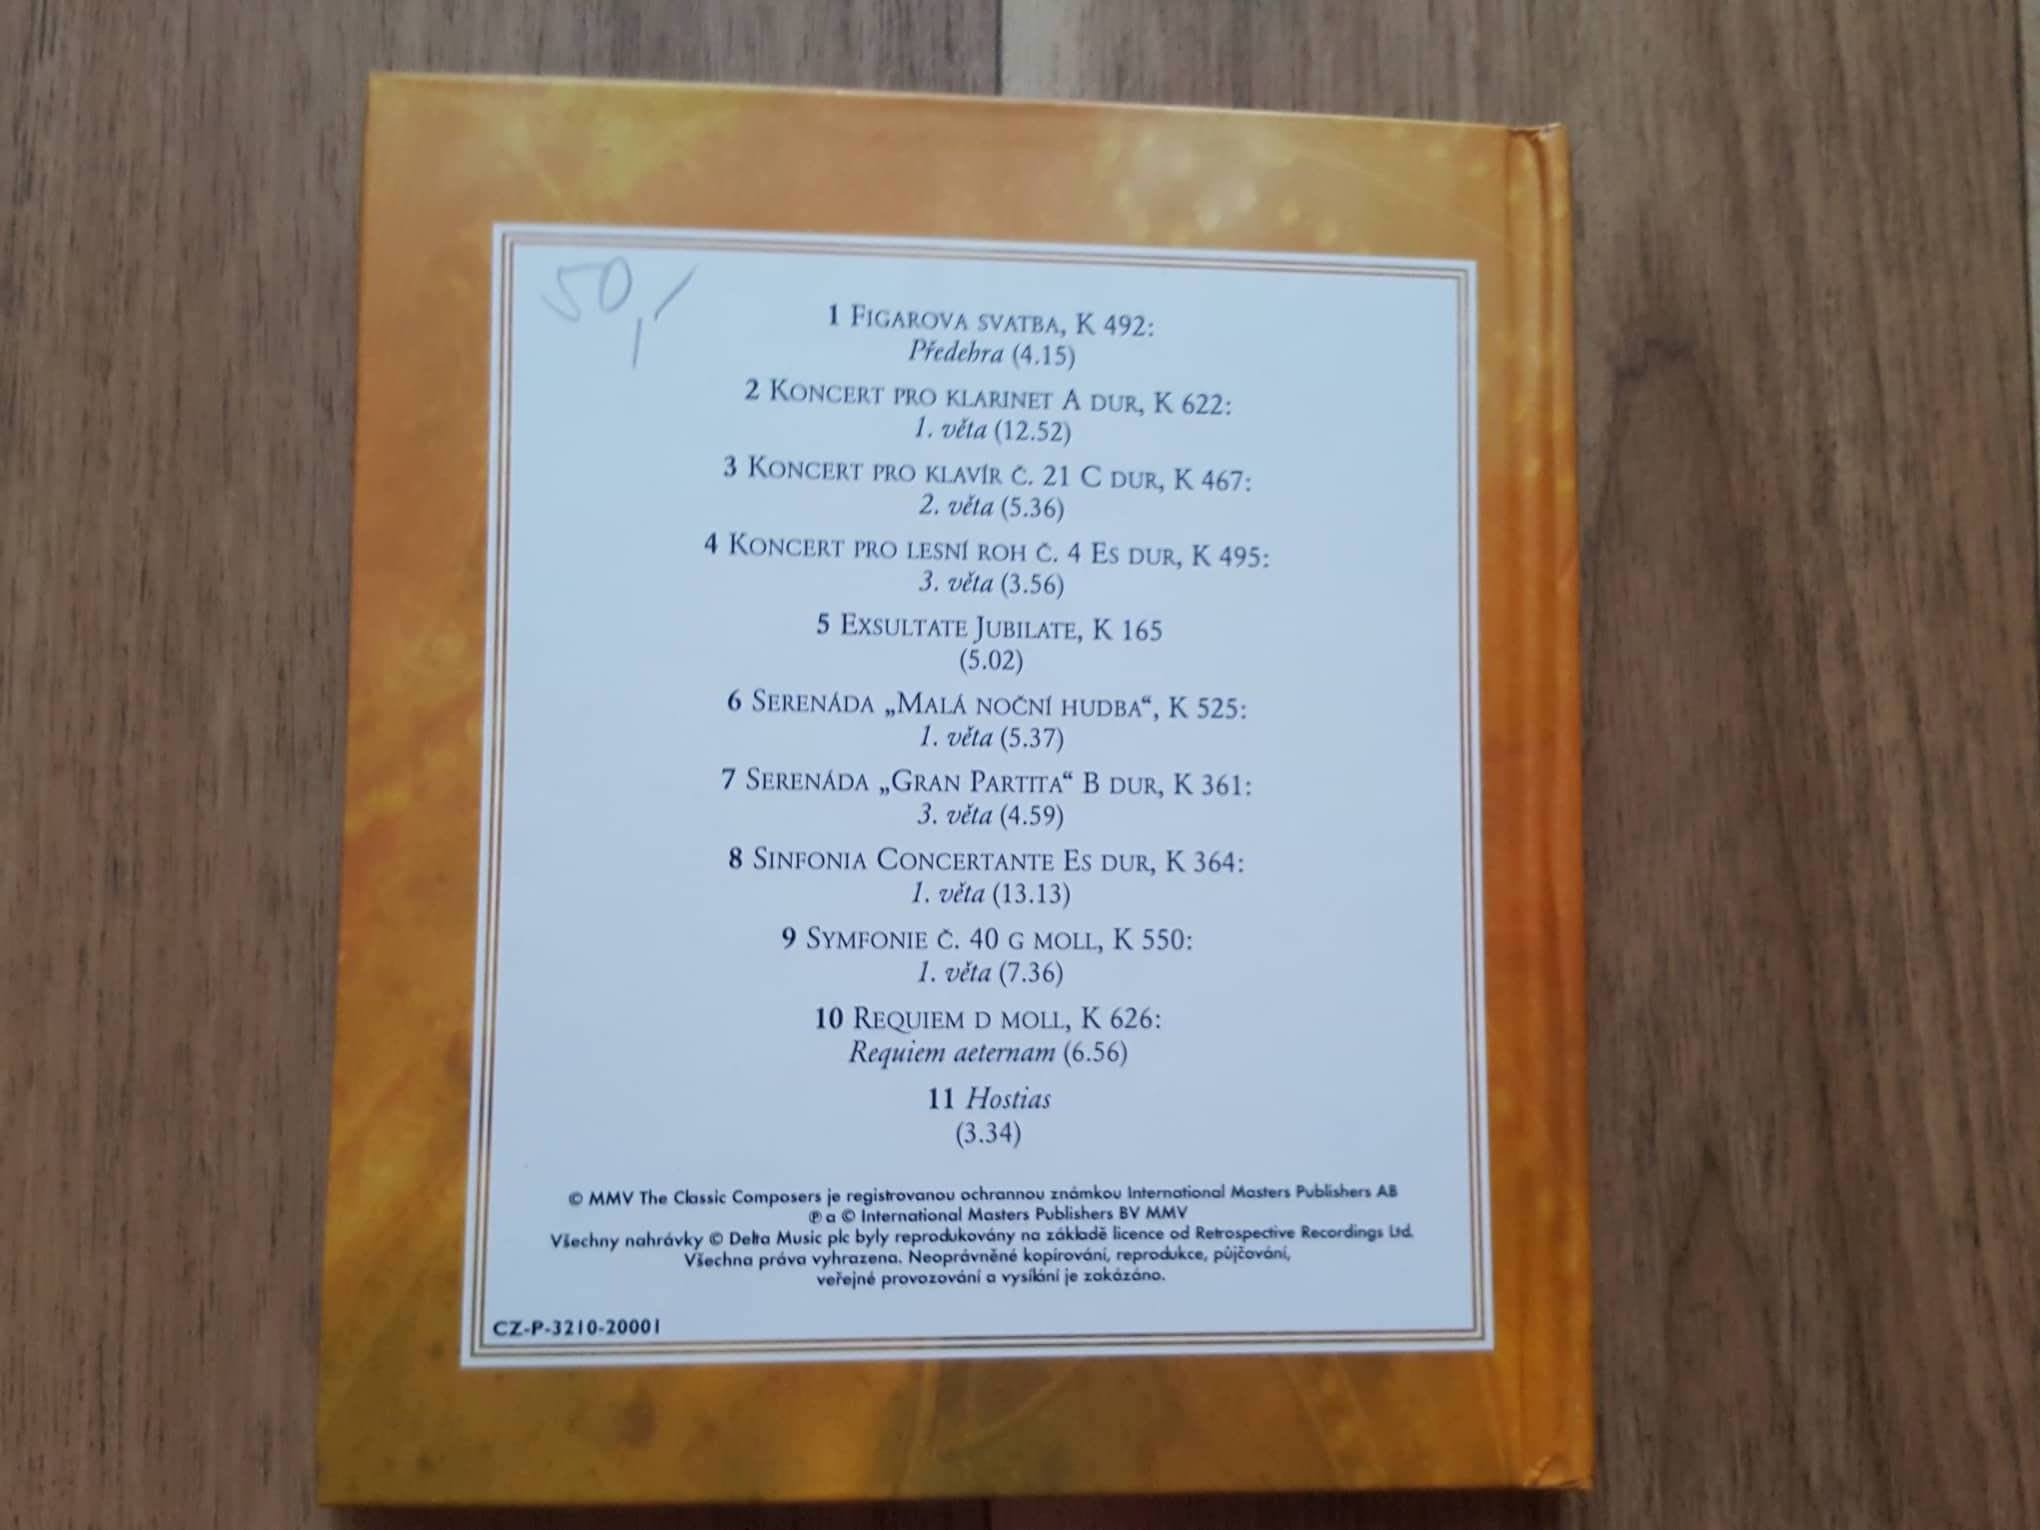 50,-
1 FIGAROVA SVATBA, K 492:
Předehra (4.15)
2 KONCERT PRO KLARINET A DUR, K 622:
1. věta (12.52)
3 KONCERT PRO KLAVÍR Č. 21 C DUR, K 467:
2. věta (5.36)
4 KONCERT PRO LESNÍ ROH Č. 4 ES DUR, K 495:
3. věta (3.56)
5 EXSULTATE JUBILATE, K 165
(5.02)
6 SERENÁDA „MALÁ NOČNÍ HUDBA“, K 525:
1. věta (5.37)
7 SERENÁDA „GRAN PARTITA“ B DUR, K 361:
3. věta (4.59)
8 SINFONIA CONCERTANTE ES DUR, K 364:
1. věta (13.13)
9 SYMFONIE Č. 40 G MOLL, K 550:
1. věta (7.36)
10 REQUIEM D MOLL, K 626:
Requiem aeternam (6.56)
11 Hostias
(3.34)
© MMV The Classic Composers je registrovanou ochrannou známkou International Masters Publishers AB
℗ a © International Masters Publishers BV MMV
Všechny nahrávky © Delta Music plc byly reprodukovány na základě licence od Retrospective Recordings Ltd.
Všechna práva vyhrazena. Neoprávněné kopírování, reprodukce, půjčování,
veřejné provozování a vysílání je zakázáno.
CZ-P-3210-20001